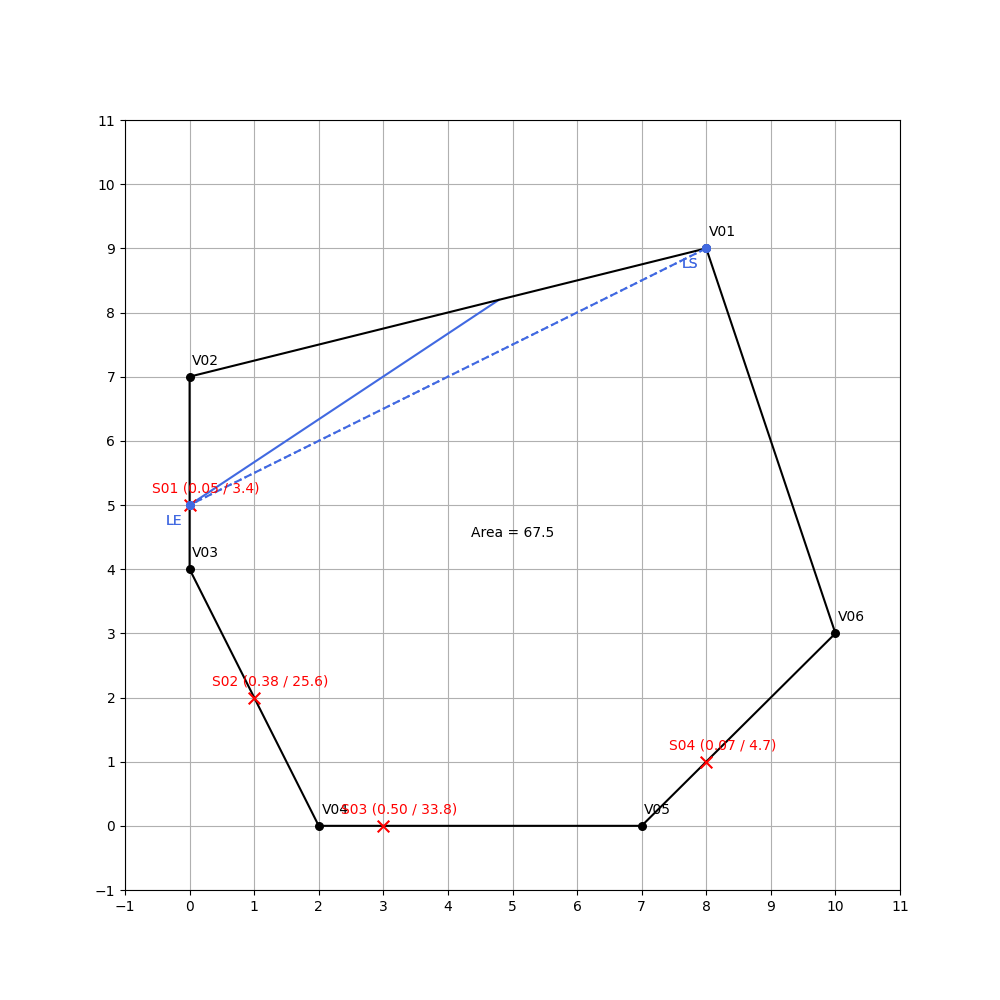 11
10
9
8
7
6
5
4
3
2
1
0
−1
V01
LS
V02
S01 (0.05 / 3.4)
LE
Area = 67.5
V03
V06
S02 (0.38 / 25.6)
S04 (0.07 / 4.7)
V04
S03 (0.50 / 33.8)
V05
−1 0 1 2 3 4 5 6 7 8 9 10 11